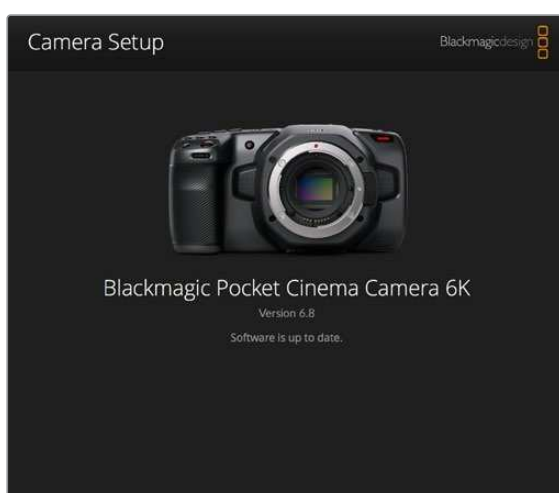 Camera Setup
Blackmagicdesign
Blackmagic Pocket Cinema Camera 6K
Version 6.8
Software is up to date.